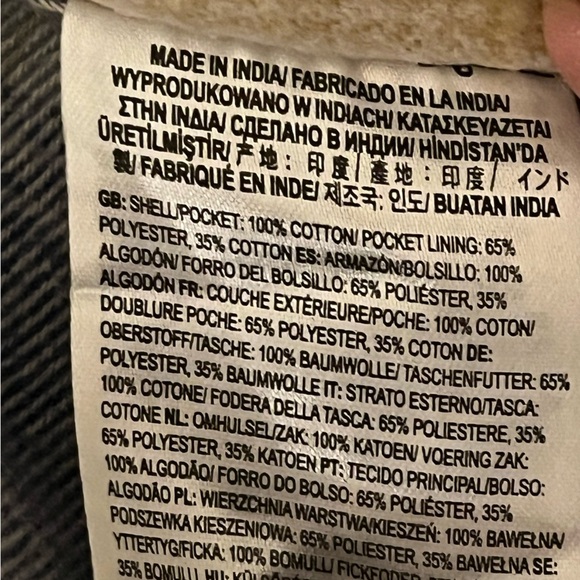 MADE IN INDIA/ FABRICADO EN LA INDIA/
WYPRODUKOWANO W INDIACH/ ΚΑΤΑΣΚΕΥΑΖΕΤΑΙ
ΣΤΗΝ ΙΝΔΙΑ/ СДЕЛАНО В ИНДИИ/ HİNDİSTAN'DA
ÜRETİLMİŞTİR/ 产地：印度/ 產地：印度/ インド
製/ FABRIQUÉ EN INDE/ 제조국: 인도/ BUATAN INDIA
GB: SHELL/POCKET: 100% COTTON/ POCKET LINING: 65%
POLYESTER, 35% COTTON ES: ARMAZÓN/BOLSILLO: 100%
ALGODÓN/ FORRO DEL BOLSILLO: 65% POLIÉSTER, 35%
ALGODÓN FR: COUCHE EXTÉRIEURE/POCHE: 100% COTON/
DOUBLURE POCHE: 65% POLYESTER, 35% COTON DE:
OBERSTOFF/TASCHE: 100% BAUMWOLLE/ TASCHENFUTTER: 65%
POLYESTER, 35% BAUMWOLLE IT: STRATO ESTERNO/TASCA:
100% COTONE/ FODERA DELLA TASCA: 65% POLIESTERE, 35%
COTONE NL: OMHULSEL/ZAK: 100% KATOEN/ VOERING ZAK:
65% POLYESTER, 35% KATOEN PT: TECIDO PRINCIPAL/BOLSO:
100% ALGODÃO/ FORRO DO BOLSO: 65% POLIÉSTER, 35%
ALGODÃO PL: WIERZCHNIA WARSTWA/KIESZEŃ: 100% BAWEŁNA/
PODSZEWKA KIESZENIOWA: 65% POLIESTER, 35% BAWEŁNA SE:
YTTERTYG/FICKA: 100% BOMULL/ FICKFODER
35% BOMULL HU: